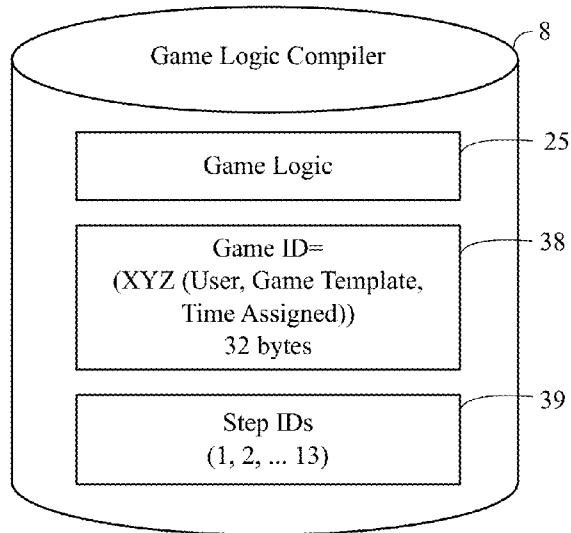 8
Game Logic Compiler
25
Game Logic
38
Game ID=
(XYZ (User, Game Template,
Time Assigned))
32 bytes
39
Step IDs
(1, 2, ... 13)